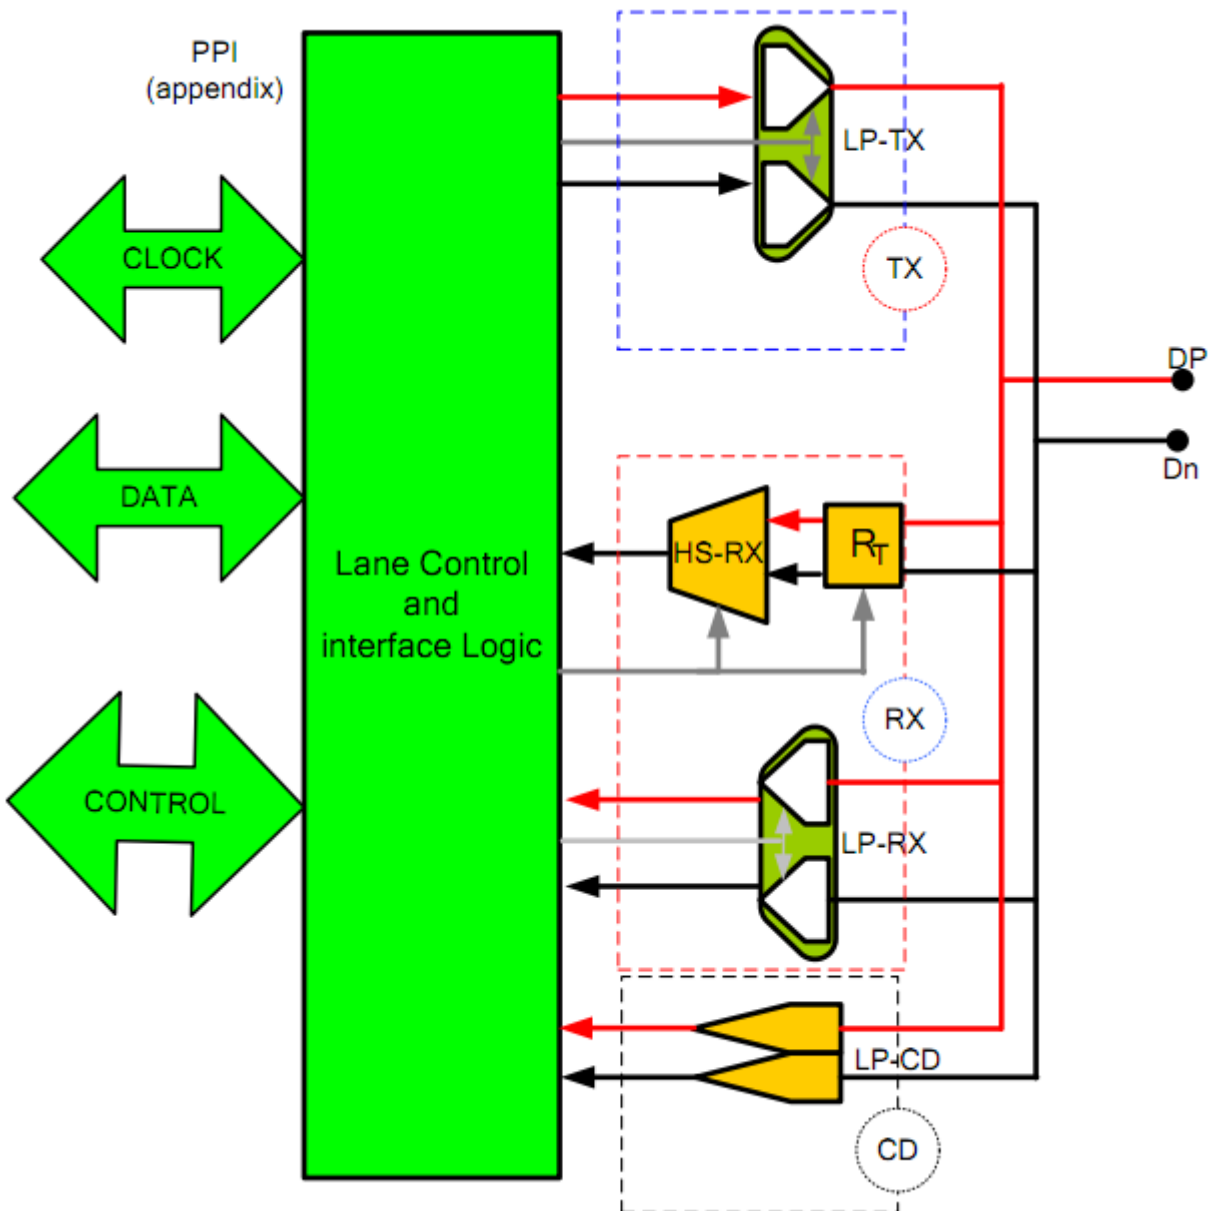 PPI
(appendix)
LP-TX
CLOCK
TX
DP
Dn
DATA
HS-RX
RT
Lane Control
and
interface Logic
RX
CONTROL
LP-RX
LP-CD
CD